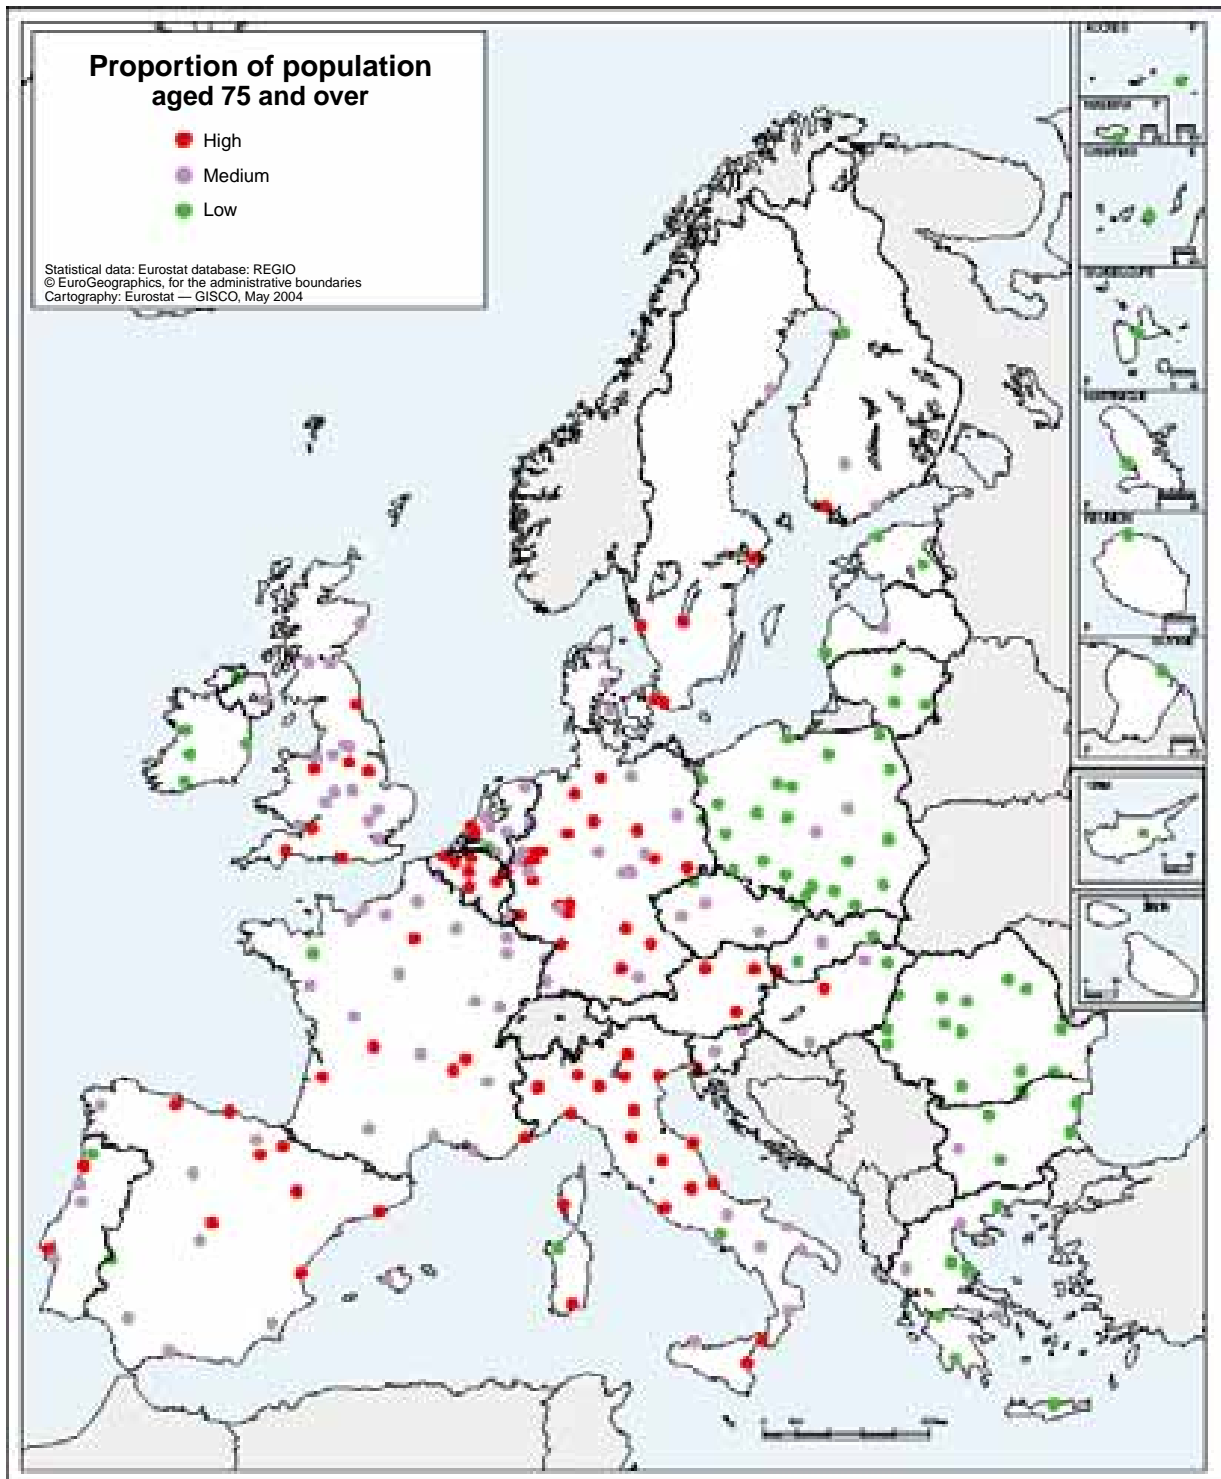 Proportion of population
aged 75 and over
High
Medium
Low
Statistical data: Eurostat database: REGIO
© EuroGeographics, for the administrative boundaries
Cartography: Eurostat — GISCO, May 2004